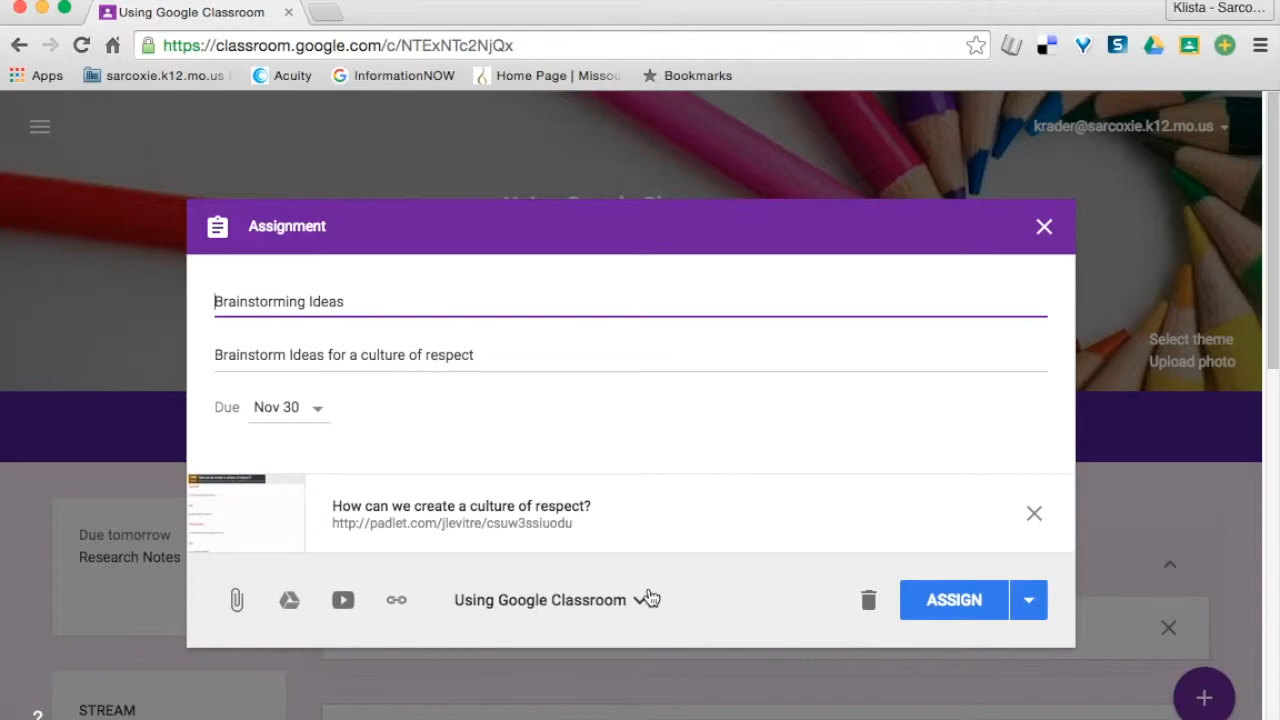 Using Google Classroom
Klista - Sarco...
https://classroom.google.com/c/NTExNTc2NjQx
Apps
sarcoxie.k12.mo.us
Acuity
InformationNOW
Home Page | Missou
Bookmarks
krader@sarcoxie.k12.mo.us
Assignment
Brainstorming Ideas
Select theme
Upload photo
Brainstorm Ideas for a culture of respect
Due Nov 30
How can we create a culture of respect?
http://padlet.com/jlevitre/csuw3ssiuodu
Due tomorrow
Research Notes
Using Google Classroom
ASSIGN
STREAM
?